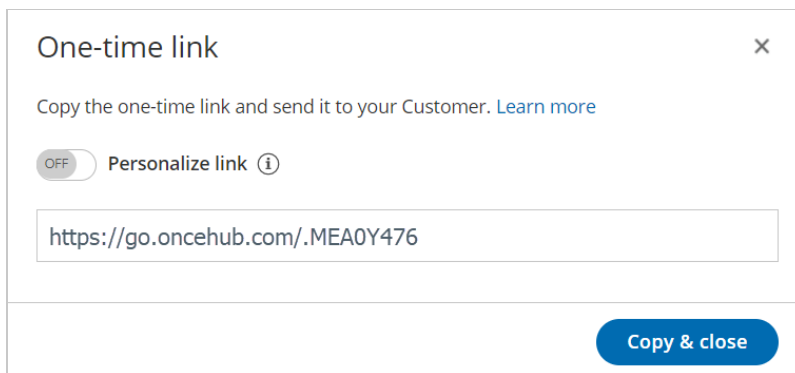 One-time link
Copy the one-time link and send it to your Customer. Learn more
OFF Personalize link
https://go.oncehub.com/.MEA0Y476
Copy & close